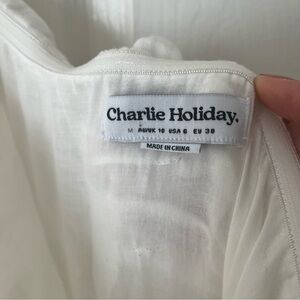 Charlie Holiday.
M AU/UK 10 USA 6 EU 38
MADE IN CHINA